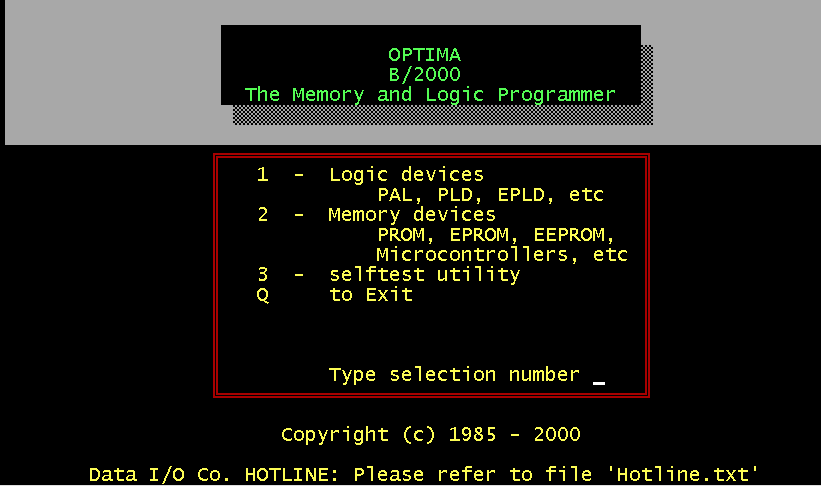 OPTIMA
B/2000
The Memory and Logic Programmer
1 - Logic devices
PAL, PLD, EPLD, etc
2 - Memory devices
PROM, EPROM, EEPROM,
Microcontrollers, etc
3 - selftest utility
Q to Exit
Type selection number _
Copyright (c) 1985 - 2000
Data I/O Co. HOTLINE: Please refer to file 'Hotline.txt'